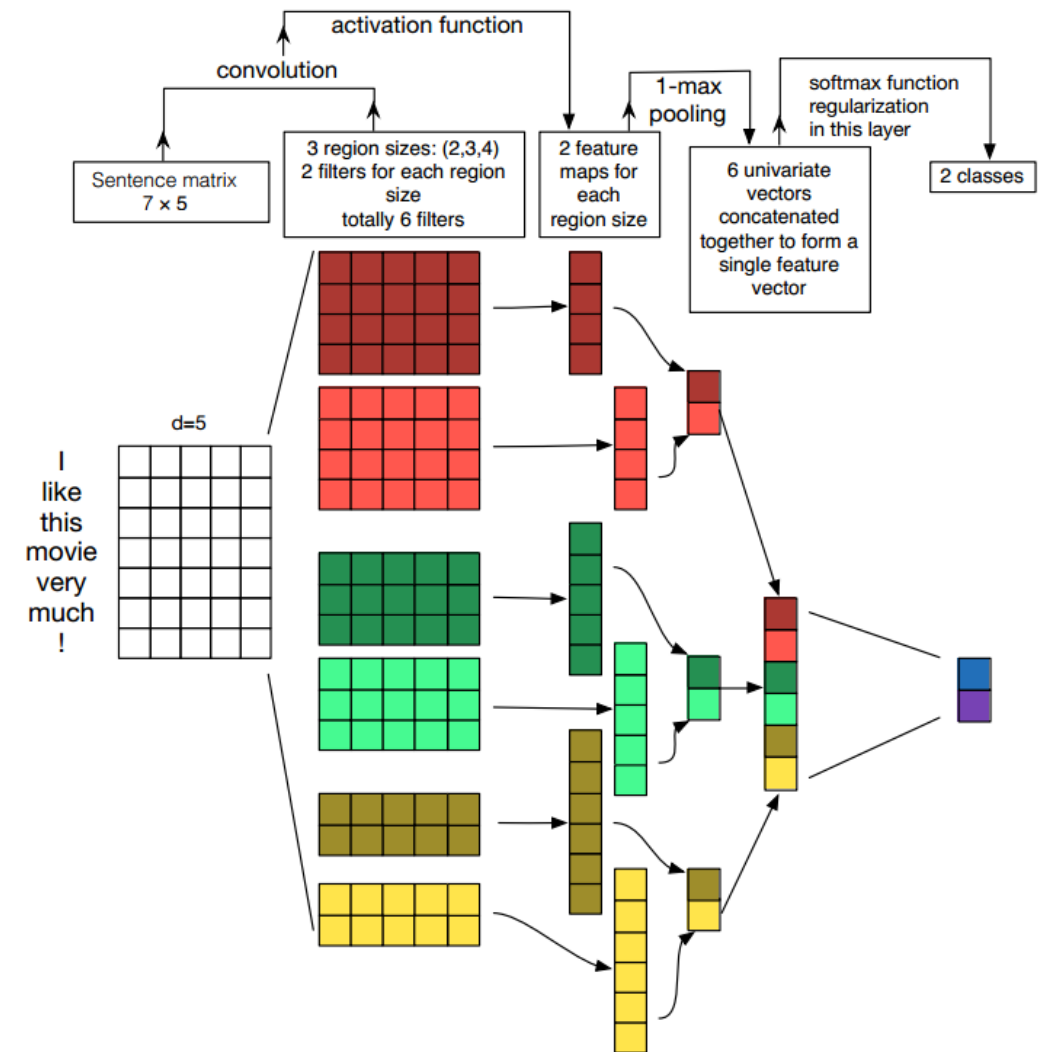 activation function
convolution
1-max
pooling
softmax function
regularization
in this layer
Sentence matrix
7 × 5
3 region sizes: (2,3,4)
2 filters for each region
size
totally 6 filters
2 feature
maps for
each
region size
6 univariate
vectors
concatenated
together to form a
single feature
vector
2 classes
d=5
I
like
this
movie
very
much
!